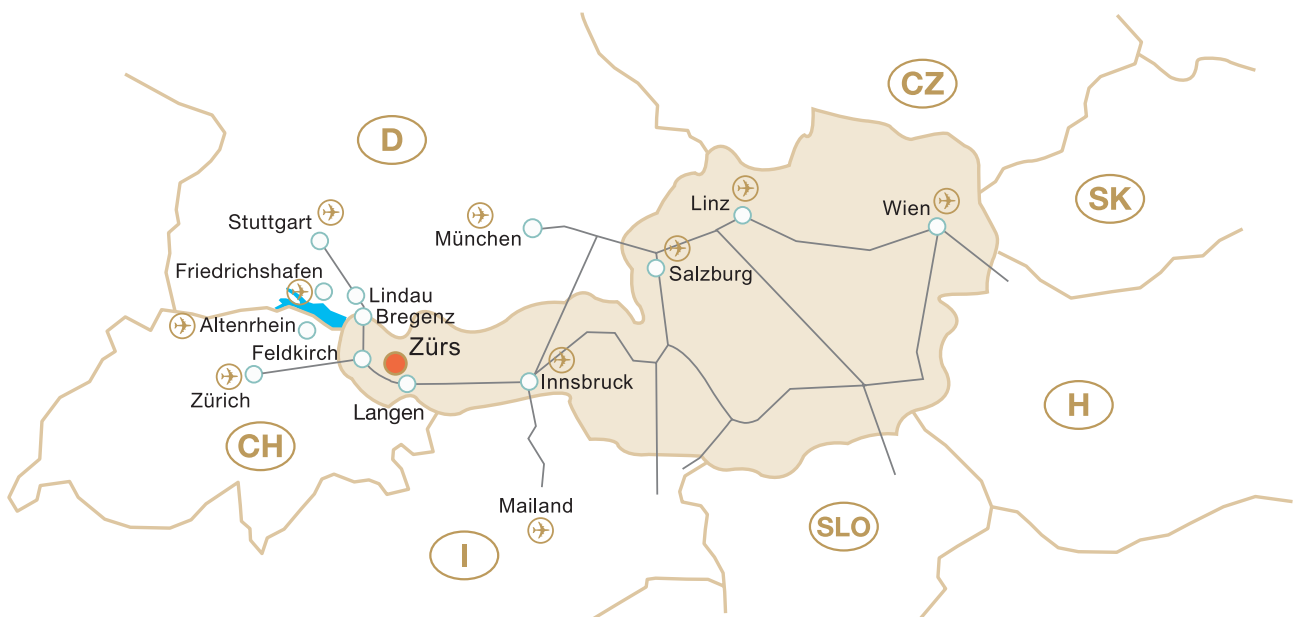 CZ
D
SK
Linz
Wien
Stuttgart
München
Friedrichshafen
Salzburg
Lindau
Altenrhein
Bregenz
Zürs
Feldkirch
Innsbruck
Zürich
Langen
H
CH
Mailand
SLO
I